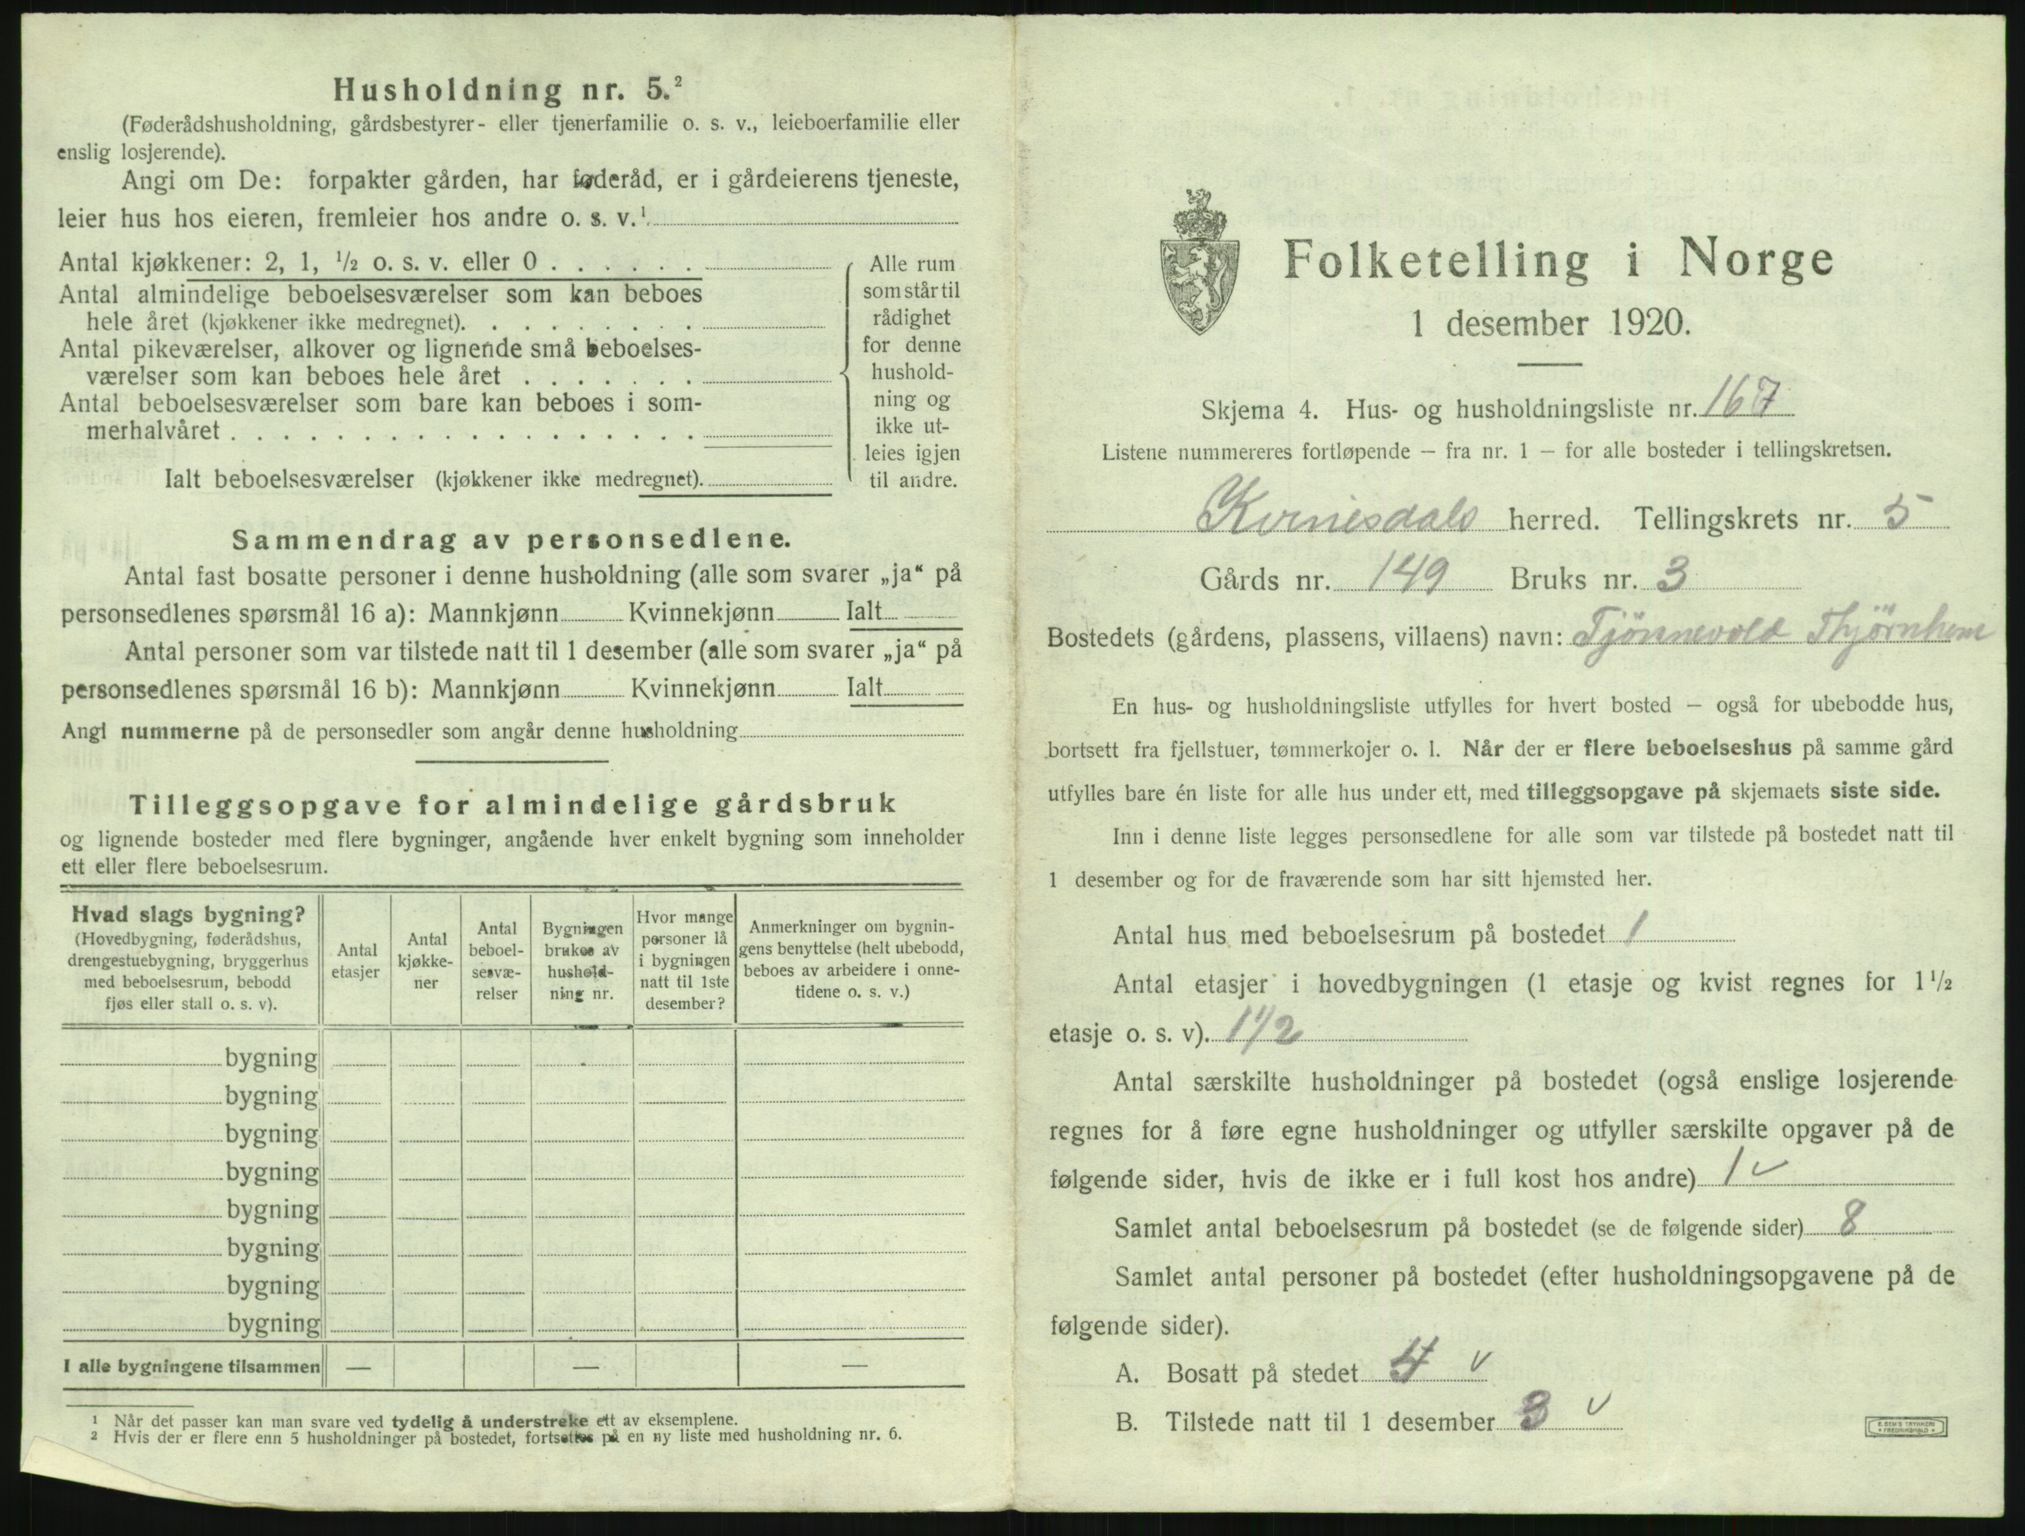 Husholdning nr. 5.²
(Føderådshusholdning, gårdsbestyrer- eller tjenerfamilie o. s. v., leieboerfamilie eller
enslig losjerende).
Angi om De: forpakter gården, har føderåd, er i gårdeierens tjeneste,
leier hus hos eieren, fremleier hos andre o. s. v.¹
Antal kjøkkener: 2, 1, ½ o. s. v. eller 0
Antal almindelige beboelsesværelser som kan beboes
hele året (kjøkkener ikke medregnet).
Antal pikeværelser, alkover og lignende små beboelses-
værelser som kan beboes hele året
Antal beboelsesværelser som bare kan beboes i som-
merhalvåret
Ialt beboelsesværelser (kjøkkener ikke medregnet).
Alle rum
som står til
rådighet
for denne
hushold-
ning og
ikke ut-
leies igjen
til andre.
Sammendrag av personsedlene.
Antal fast bosatte personer i denne husholdning (alle som svarer „ja“ på
personsedlenes spørsmål 16 a): Mannkjønn Kvinnekjønn Ialt
Antal personer som var tilstede natt til 1 desember (alle som svarer „ja“ på
personsedlenes spørsmål 16 b): Mannkjønn Kvinnekjønn Ialt
Angi nummerne på de personsedler som angår denne husholdning
Tilleggsopgave for almindelige gårdsbruk
og lignende bosteder med flere bygninger, angående hver enkelt bygning som inneholder
ett eller flere beboelsesrum.
Hvad slags bygning?
(Hovedbygning, føderådshus,
drengestuebygning, bryggerhus
med beboelsesrum, bebodd
fjøs eller stall o. s. v).
Antal
etasjer
Antal
kjøkke-
ner
Antal
beboel-
sesvæ-
relser
Bygningen
brukes av
hushold-
ning nr.
Hvor mange
personer lå
i bygningen
natt til 1ste
desember?
Anmerkninger om bygnin-
gens benyttelse (helt ubebodd,
beboes av arbeidere i onne-
tidene o. s. v.)
bygning
bygning
bygning
bygning
bygning
bygning
bygning
bygning
I alle bygningene tilsammen — — —
¹ Når det passer kan man svare ved tydelig å understreke ett av eksemplene.
² Hvis der er flere enn 5 husholdninger på bostedet, fortsettes på en ny liste med husholdning nr. 6.
Folketelling i Norge
1 desember 1920.
Skjema 4. Hus- og husholdningsliste nr. 167
Listene nummereres fortløpende – fra nr. 1 – for alle bosteder i tellingskretsen.
Kvinesdals herred. Tellingskrets nr. 5
Gårds nr. 149 Bruks nr. 3
Bostedets (gårdens, plassens, villaens) navn: Tjönnevold Thjörnhom
En hus- og husholdningsliste utfylles for hvert bosted – også for ubebodde hus,
bortsett fra fjellstuer, tømmerkojer o. l. Når der er flere beboelseshus på samme gård
utfylles bare én liste for alle hus under ett, med tilleggsopgave på skjemaets siste side.
Inn i denne liste legges personsedlene for alle som var tilstede på bostedet natt til
1 desember og for de fraværende som har sitt hjemsted her.
Antal hus med beboelsesrum på bostedet 1
Antal etasjer i hovedbygningen (1 etasje og kvist regnes for 1½
etasje o. s. v). 1½
Antal særskilte husholdninger på bostedet (også enslige losjerende
regnes for å føre egne husholdninger og utfyller særskilte opgaver på de
følgende sider, hvis de ikke er i full kost hos andre) 1 v
Samlet antal beboelsesrum på bostedet (se de følgende sider) 8
Samlet antal personer på bostedet (efter husholdningsopgavene på de
følgende sider).
A. Bosatt på stedet 4 v
B. Tilstede natt til 1 desember 3 v